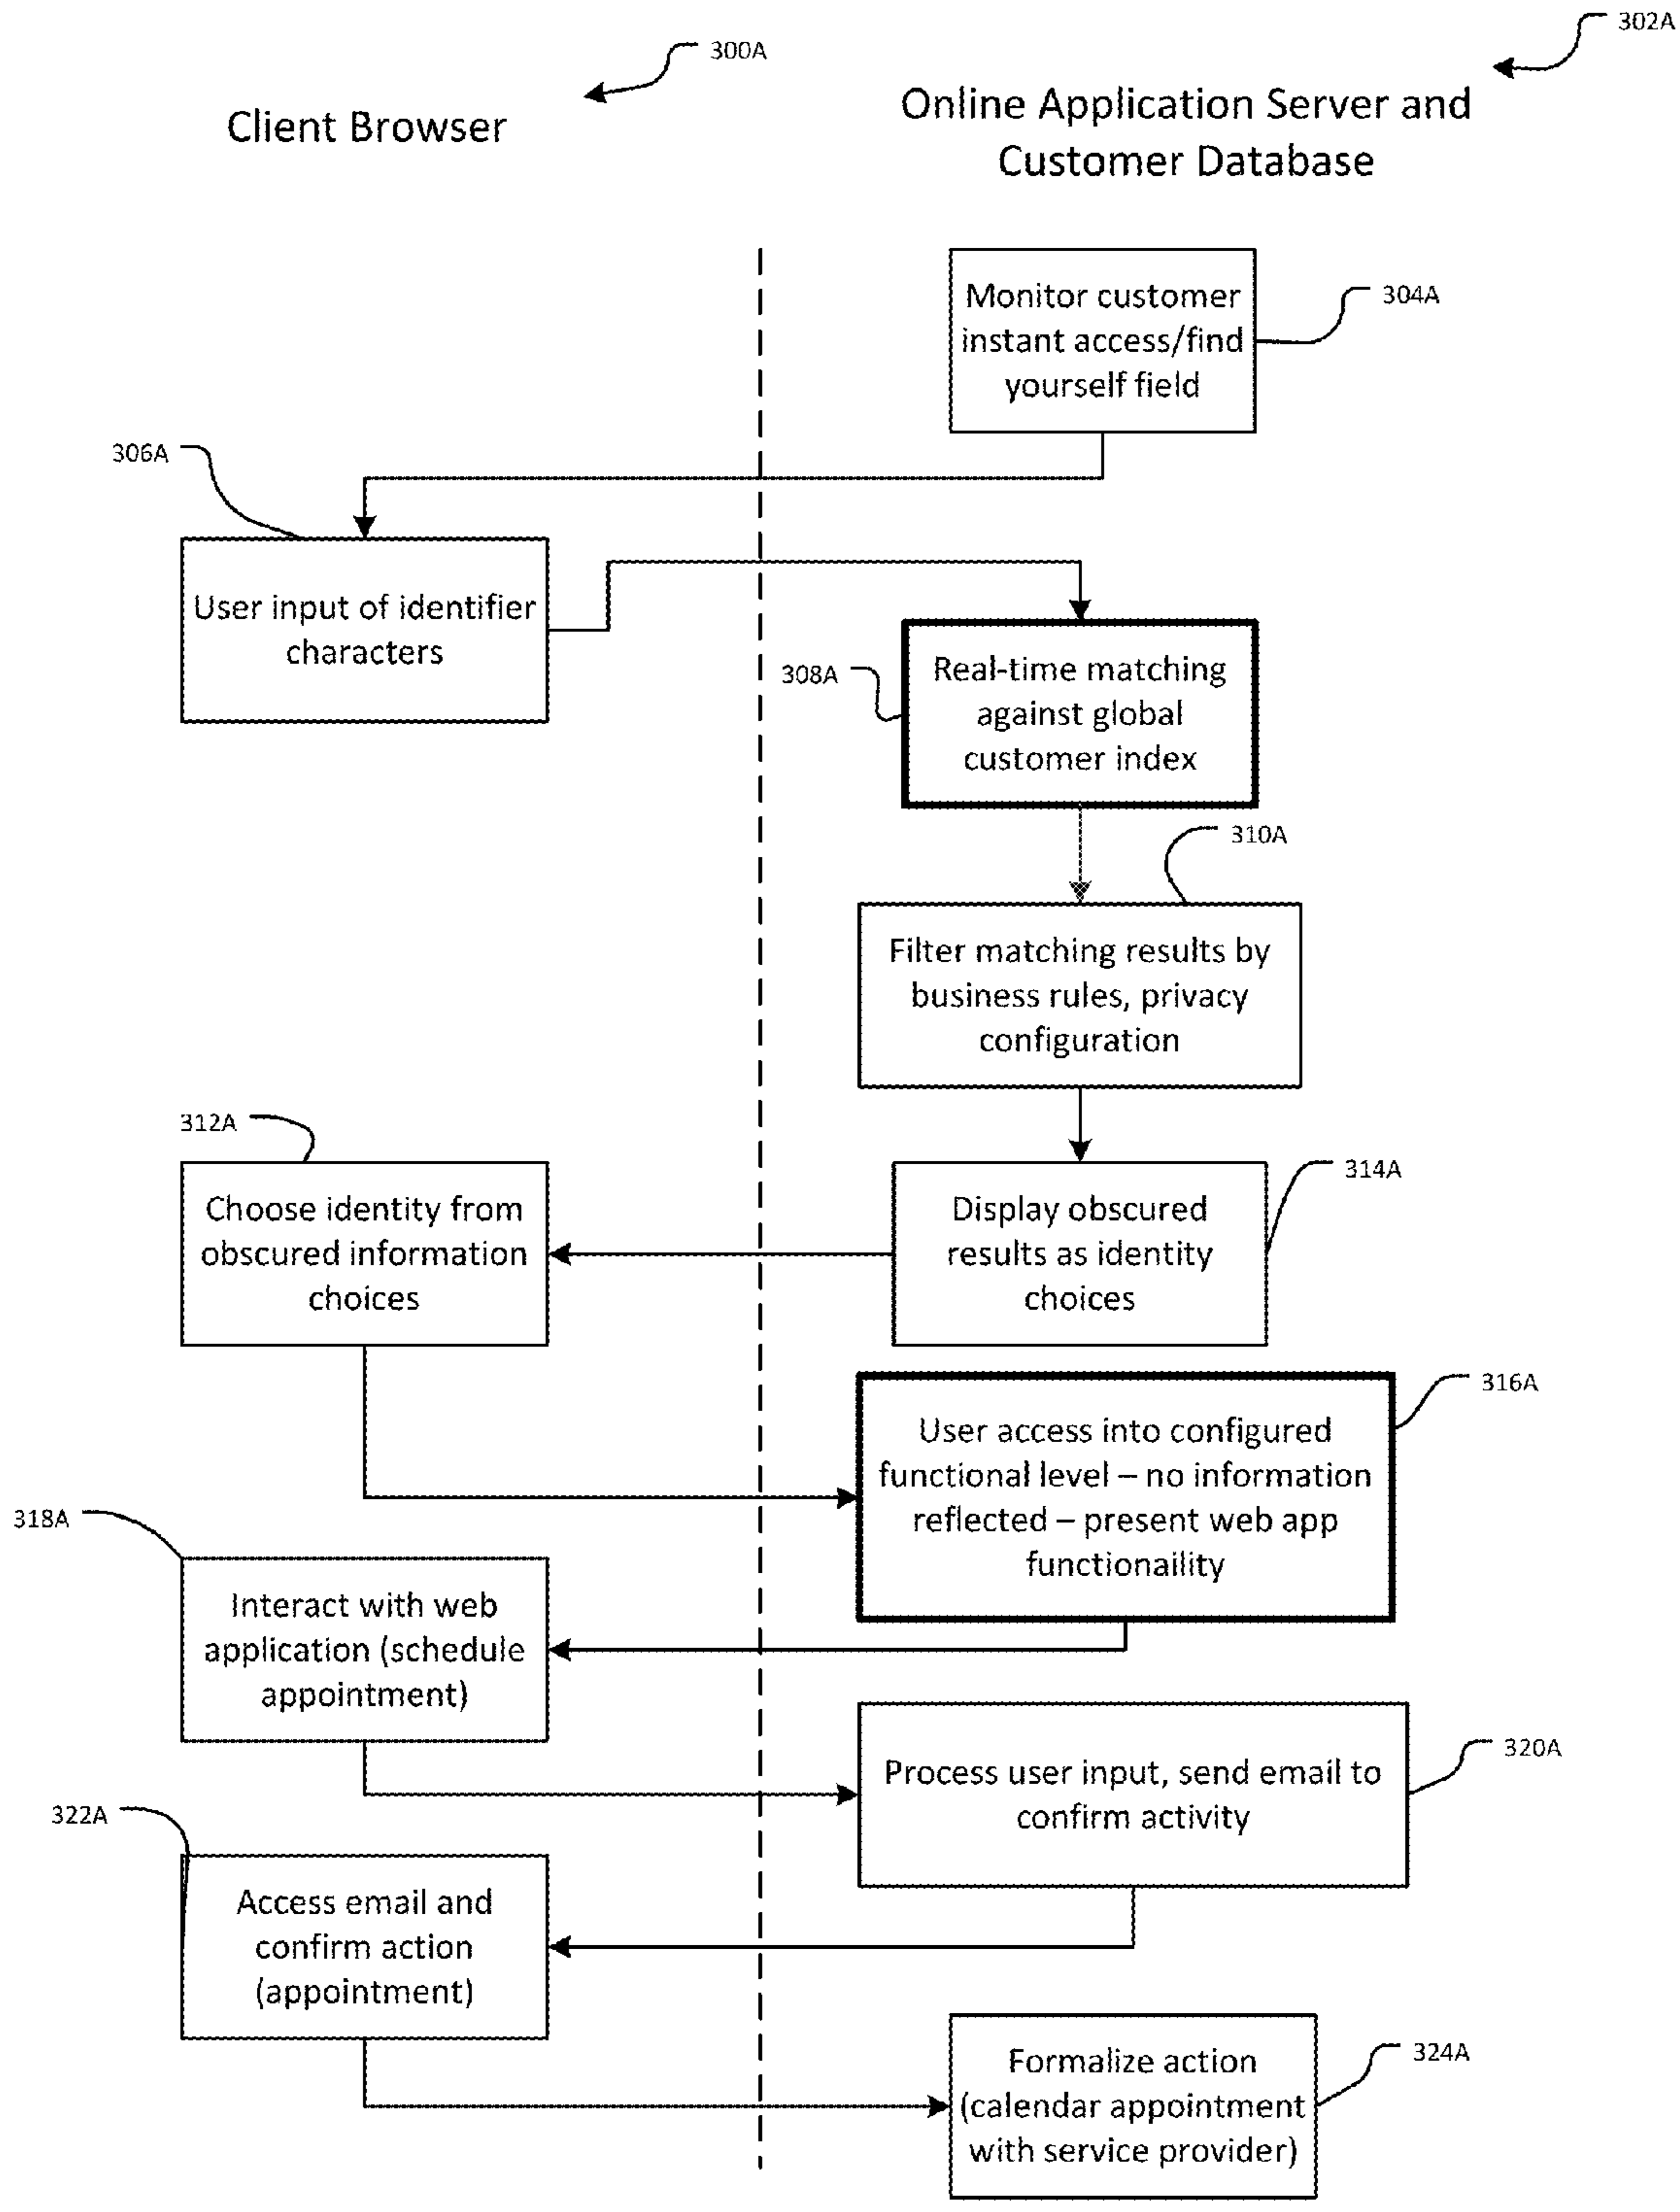 302A
300A
Client Browser
Online Application Server and
Customer Database
Monitor customer
instant access/find
yourself field
304A
306A
User input of identifier
characters
308A
Real-time matching
against global
customer index
310A
Filter matching results by
business rules, privacy
configuration
312A
Choose identity from
obscured information
choices
314A
Display obscured
results as identity
choices
316A
User access into configured
functional level – no information
reflected – present web app
functionaility
318A
Interact with web
application (schedule
appointment)
320A
Process user input, send email to
confirm activity
322A
Access email and
confirm action
(appointment)
324A
Formalize action
(calendar appointment
with service provider)